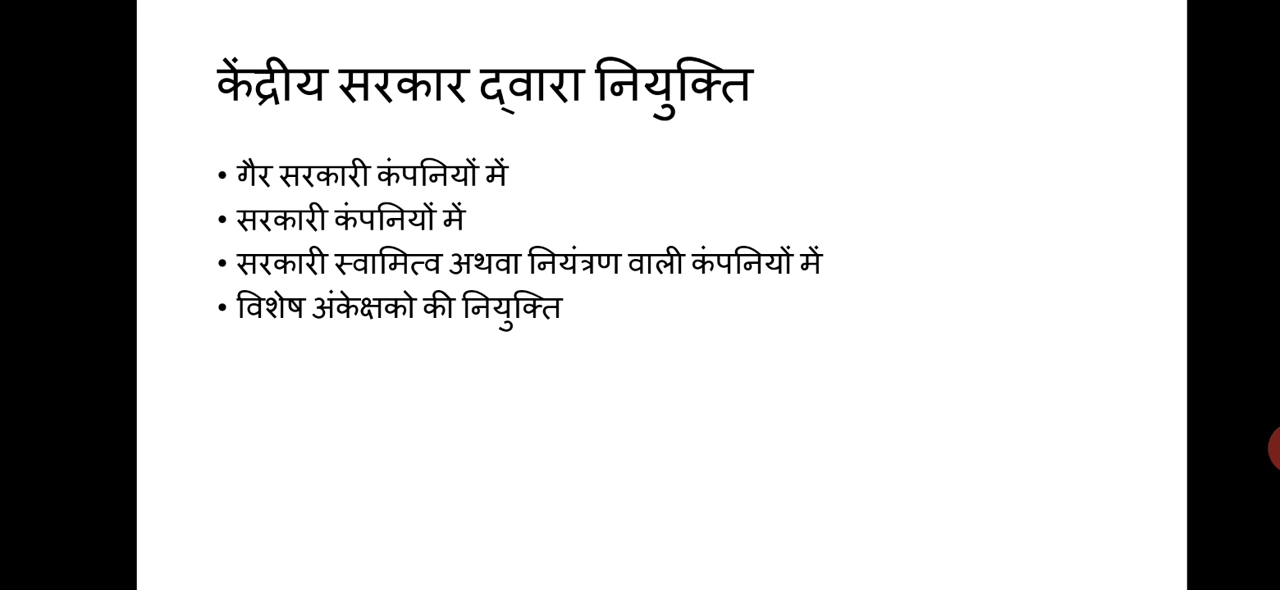 केंद्रीय सरकार द्वारा नियुक्ति
• गैर सरकारी कंपनियों में
• सरकारी कंपनियों में
• सरकारी स्वामित्व अथवा नियंत्रण वाली कंपनियों में
• विशेष अंकेक्षको की नियुक्ति